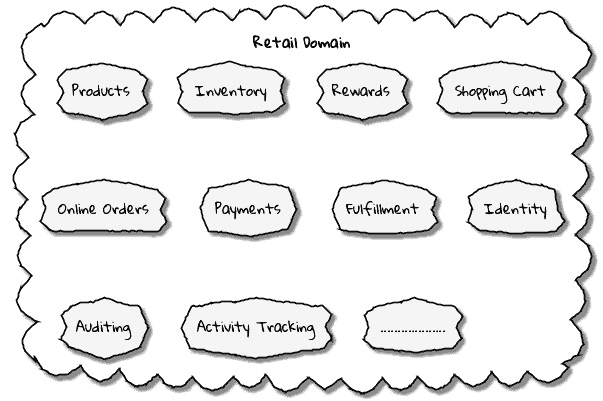 Retail Domain
Products
Inventory
Rewards
Shopping Cart
Online Orders
Payments
Fulfillment
Identity
Auditing
Activity Tracking
...................